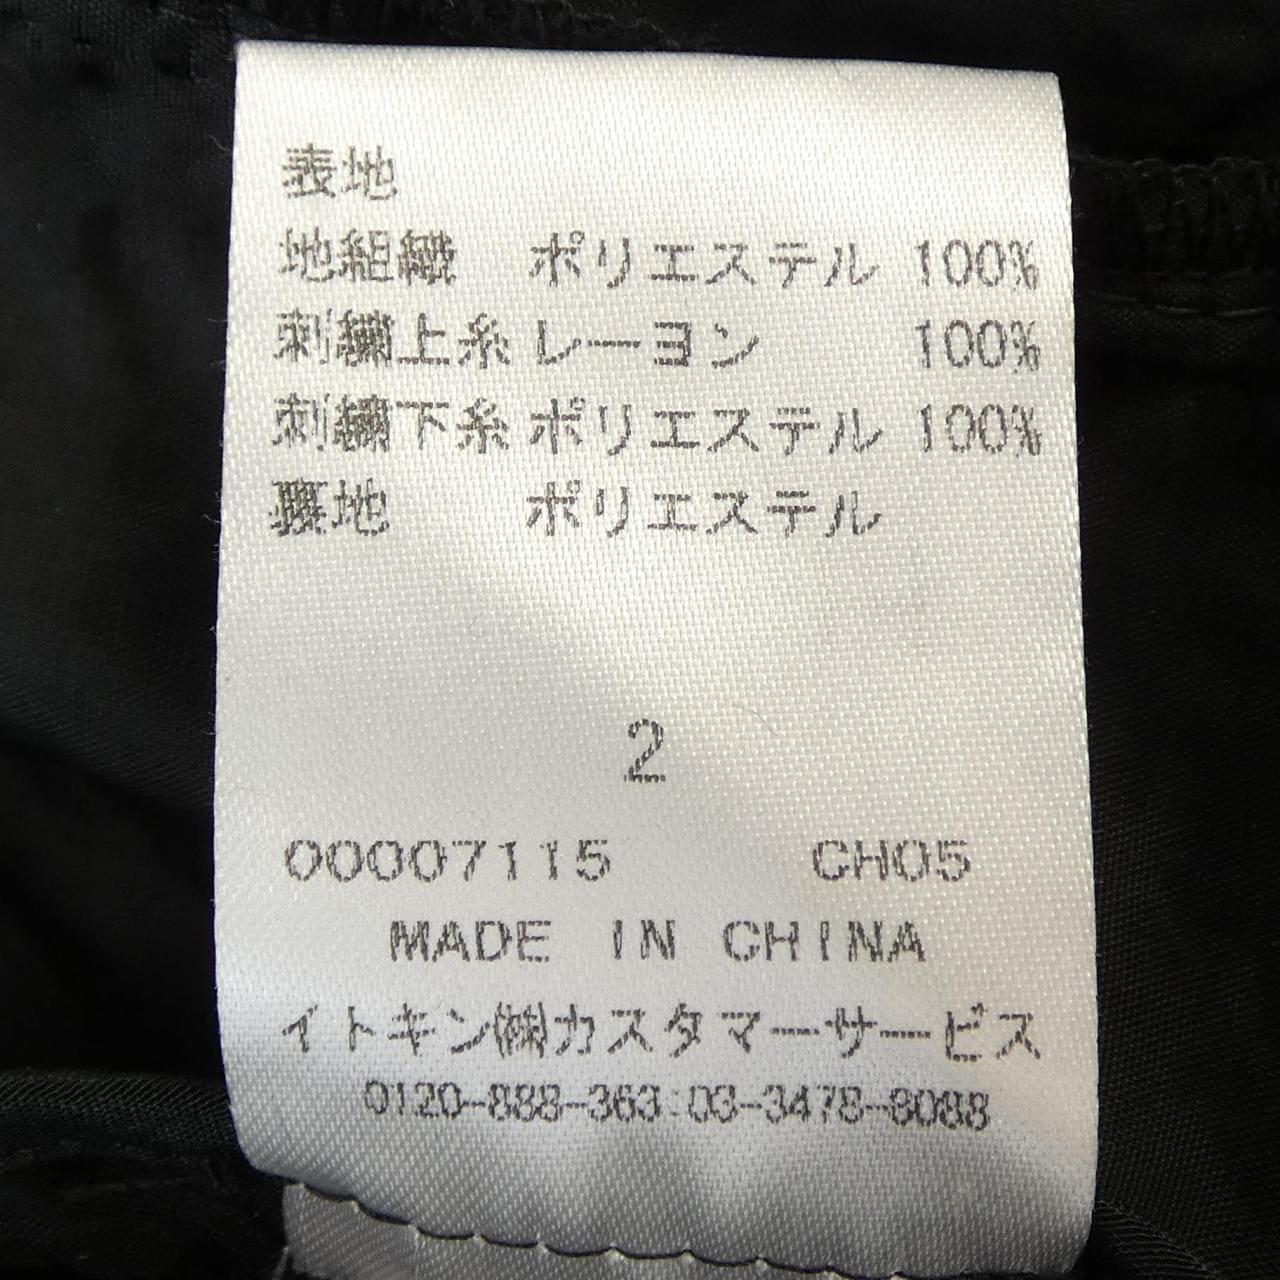 表地
地組織 ポリエステル 100%
刺繍上糸 レーヨン 100%
刺繍下糸 ポリエステル 100%
裏地 ポリエステル
2
00007115 CH05
MADE IN CHINA
イトキン㈱カスタマーサービス
0120-888-363:03-3478-8088